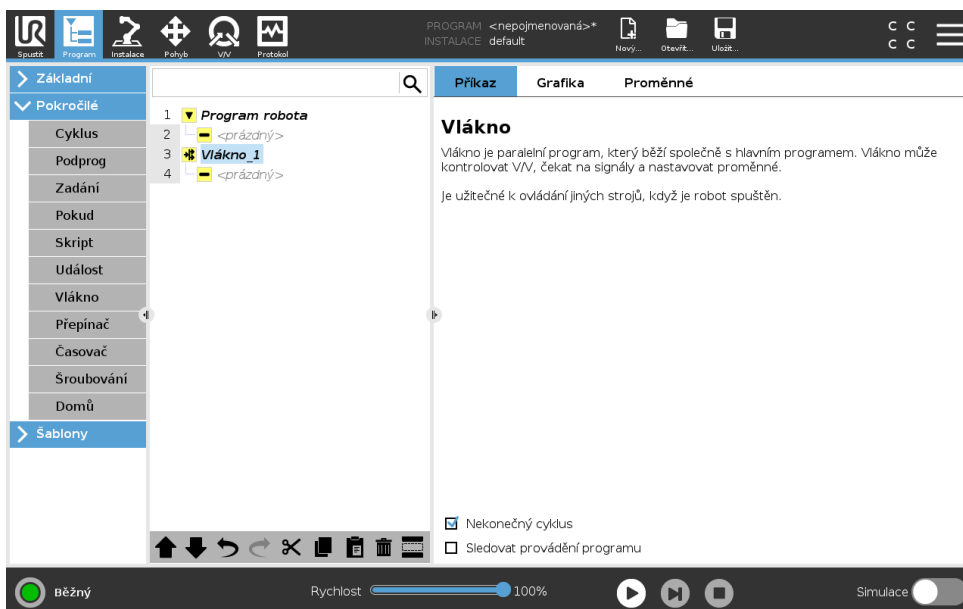 PROGRAM <nepojmenovaná>*
INSTALACE default
Spustit Program Instalace Pohyb V/V Protokol Nový... Otevřít... Uložit...
C C
C C
Základní
Pokročilé
Cyklus
Podprog
Zadání
Pokud
Skript
Událost
Vlákno
Přepínač
Časovač
Šroubování
Domů
Šablony
1 Program robota
2 <prázdný>
3 Vlákno_1
4 <prázdný>
Příkaz Grafika Proměnné
Vlákno
Vlákno je paralelní program, který běží společně s hlavním programem. Vlákno může
kontrolovat V/V, čekat na signály a nastavovat proměnné.
Je užitečné k ovládání jiných strojů, když je robot spuštěn.
Nekonečný cyklus
Sledovat provádění programu
Běžný Rychlost 100% Simulace